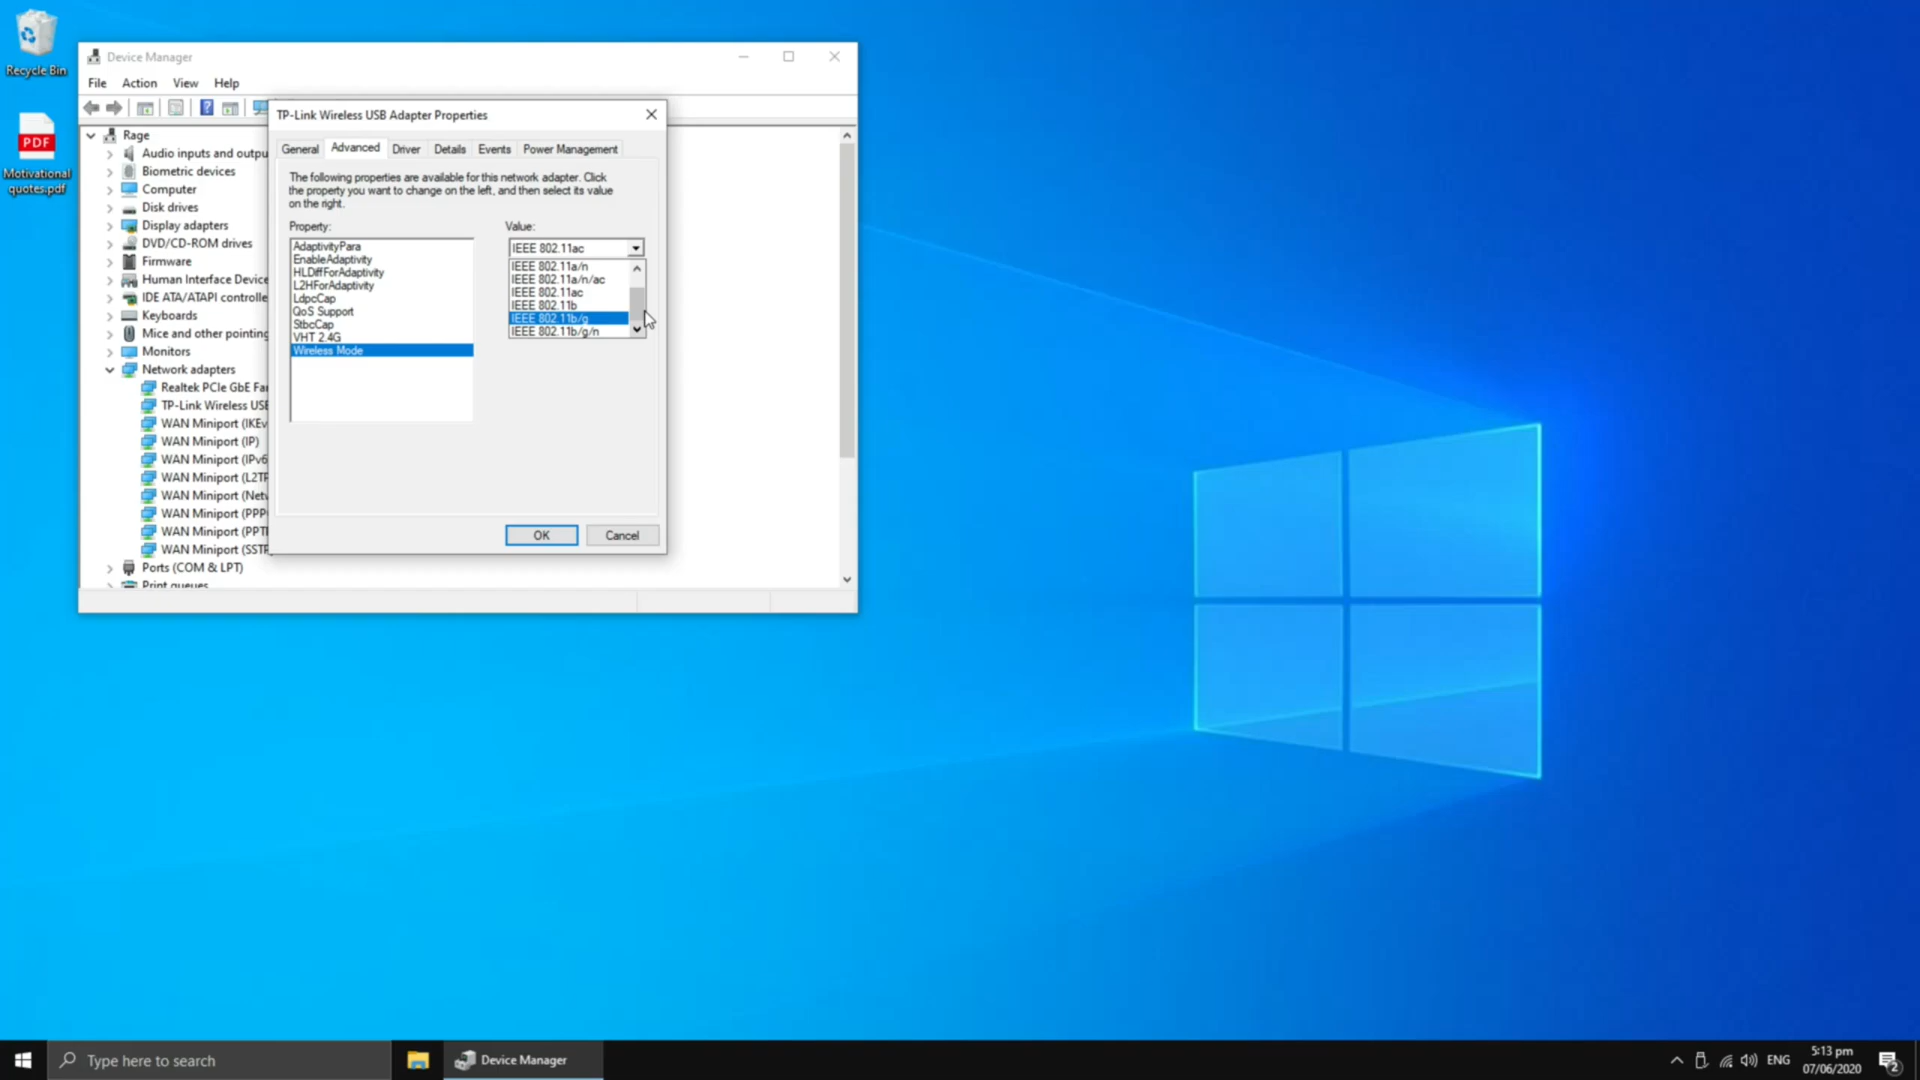 Recycle Bin
PDF
Motivational
quotes.pdf
Device Manager
File Action View Help
Rage
Audio inputs and outpu
Biometric devices
Computer
Disk drives
Display adapters
DVD/CD-ROM drives
Firmware
Human Interface Device
IDE ATA/ATAPI controlle
Keyboards
Mice and other pointing
Monitors
Network adapters
Realtek PCIe GbE Fa
TP-Link Wireless USB
WAN Miniport (IKEv
WAN Miniport (IP)
WAN Miniport (IPv6
WAN Miniport (L2TP
WAN Miniport (Netw
WAN Miniport (PPP
WAN Miniport (PPTP
WAN Miniport (SSTP
Ports (COM & LPT)
Print queues
TP-Link Wireless USB Adapter Properties
General Advanced Driver Details Events Power Management
The following properties are available for this network adapter. Click
the property you want to change on the left, and then select its value
on the right.
Property:
Value:
AdaptivityPara
EnableAdaptivity
HLDiffForAdaptivity
L2HForAdaptivity
LdpcCap
QoS Support
StbcCap
VHT 2.4G
Wireless Mode
IEEE 802.11ac
IEEE 802.11a/n
IEEE 802.11a/n/ac
IEEE 802.11ac
IEEE 802.11b
IEEE 802.11b/g
IEEE 802.11b/g/n
OK Cancel
Type here to search
Device Manager
ENG
5:13 pm
07/06/2020
2